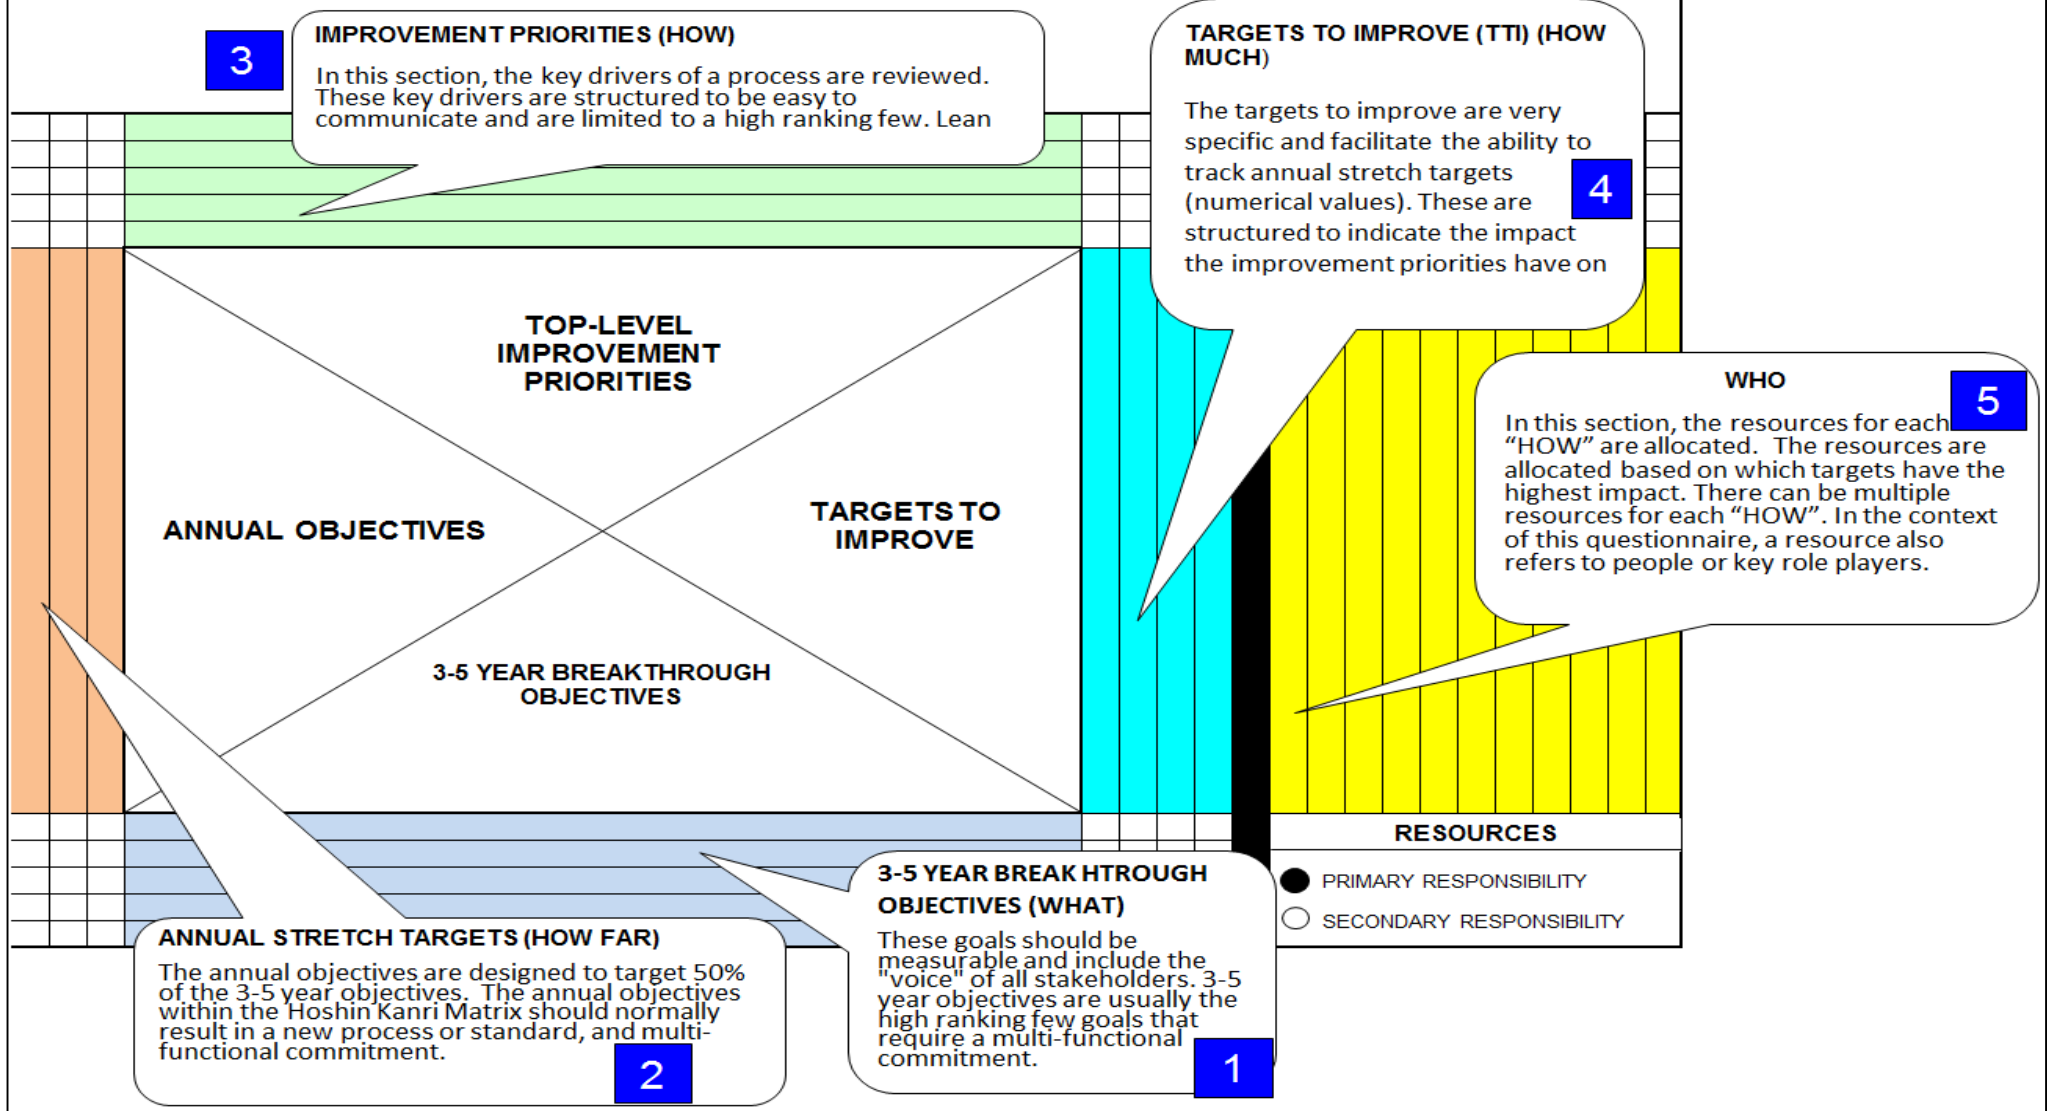 3
IMPROVEMENT PRIORITIES (HOW)
In this section, the key drivers of a process are reviewed.
These key drivers are structured to be easy to
communicate and are limited to a high ranking few. Lean
TARGETS TO IMPROVE (TTI) (HOW
MUCH)
The targets to improve are very
specific and facilitate the ability to
track annual stretch targets
(numerical values). These are
structured to indicate the impact
the improvement priorities have on
4
TOP-LEVEL
IMPROVEMENT
PRIORITIES
ANNUAL OBJECTIVES
TARGETS TO
IMPROVE
3-5 YEAR BREAKTHROUGH
OBJECTIVES
WHO
5
In this section, the resources for each
“HOW” are allocated. The resources are
allocated based on which targets have the
highest impact. There can be multiple
resources for each “HOW”. In the context
of this questionnaire, a resource also
refers to people or key role players.
RESOURCES
PRIMARY RESPONSIBILITY
SECONDARY RESPONSIBILITY
ANNUAL STRETCH TARGETS (HOW FAR)
The annual objectives are designed to target 50%
of the 3-5 year objectives. The annual objectives
within the Hoshin Kanri Matrix should normally
result in a new process or standard, and multi-
functional commitment.
2
3-5 YEAR BREAK HTROUGH
OBJECTIVES (WHAT)
These goals should be
measurable and include the
"voice" of all stakeholders. 3-5
year objectives are usually the
high ranking few goals that
require a multi-functional
commitment.
1